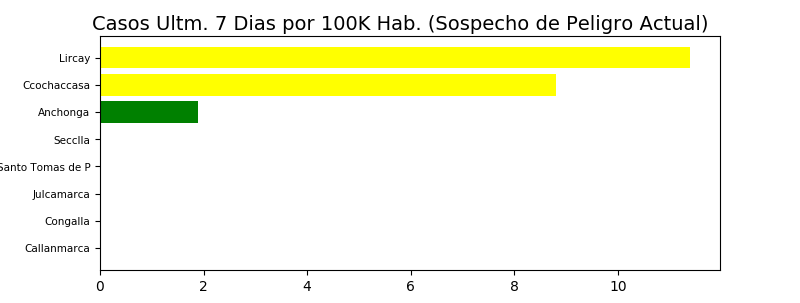 Casos Ultm. 7 Dias por 100K Hab. (Sospecho de Peligro Actual)
Lircay
Ccochaccasa
Anchonga
Secclla
Santo Tomas de P
Julcamarca
Congalla
Callanmarca
0 2 4 6 8 10